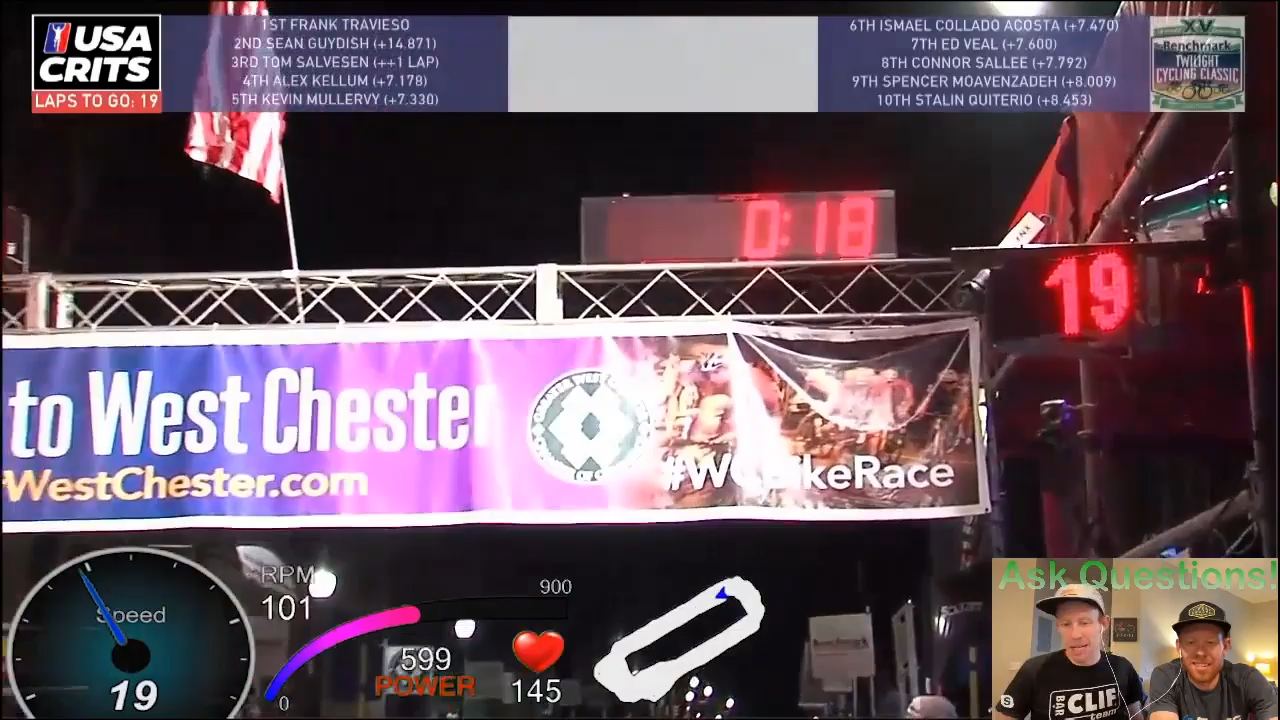 USA
CRITS
LAPS TO GO: 19
1ST FRANK TRAVIESO
2ND SEAN GUYDISH (+14.871)
3RD TOM SALVESEN (++1 LAP)
4TH ALEX KELLUM (+7.178)
5TH KEVIN MULLERVY (+7.330)
6TH ISMAEL COLLADO ACOSTA (+7.470)
7TH ED VEAL (+7.600)
8TH CONNOR SALLEE (+7.792)
9TH SPENCER MOAVENZADEH (+8.009)
10TH STALIN QUITERIO (+8.453)
XV
Benchmark
TWILIGHT
CYCLING CLASSIC
0:18
19
to West Chester
WestChester.com
#WCBikeRace
Speed
19
RPM
101
900
0
599
POWER
145
Ask Questions!
BAR
CLIF
team